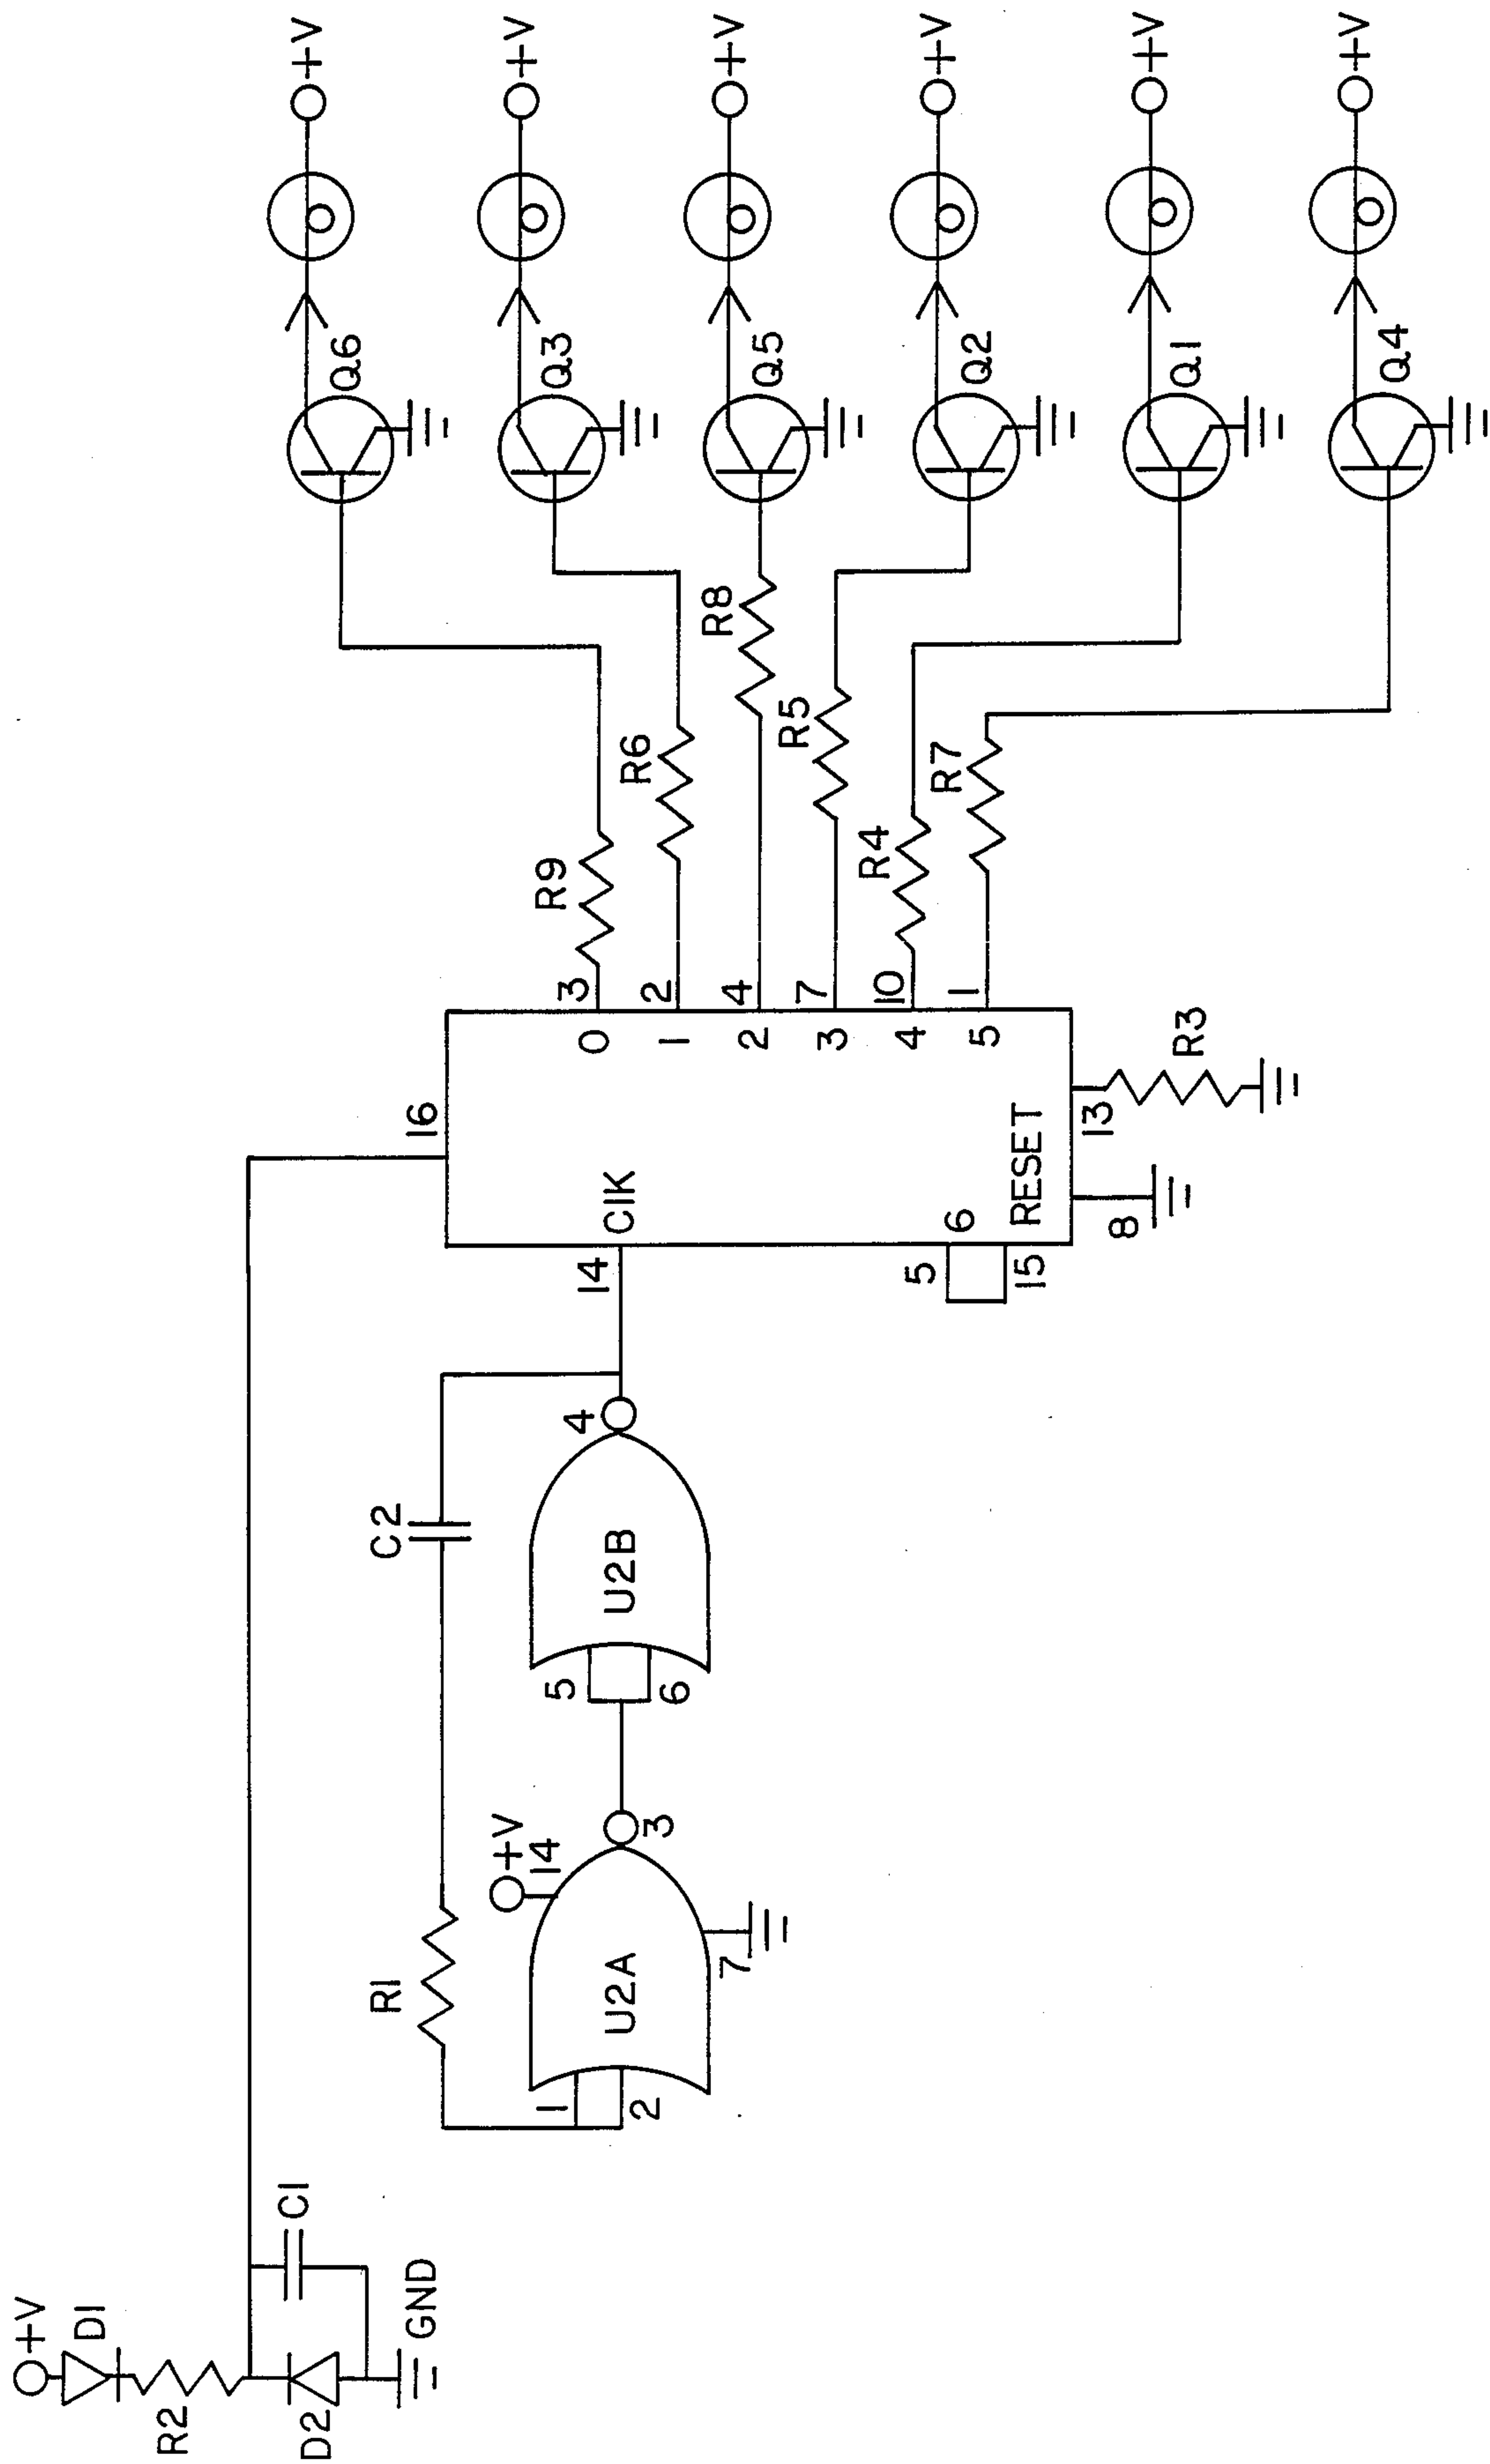 +V
D1
R2
D2
C1
GND
R1
C2
+V
14
1
2
U2A
3
7
5
6
U2B
4
16
14
C1K
5
6
15
RESET
8
13
R3
0
3
R9
Q6
+V
1
2
R6
Q3
+V
2
4
R8
Q5
+V
3
7
R5
Q2
+V
4
10
R4
Q1
+V
5
1
R7
Q4
+V